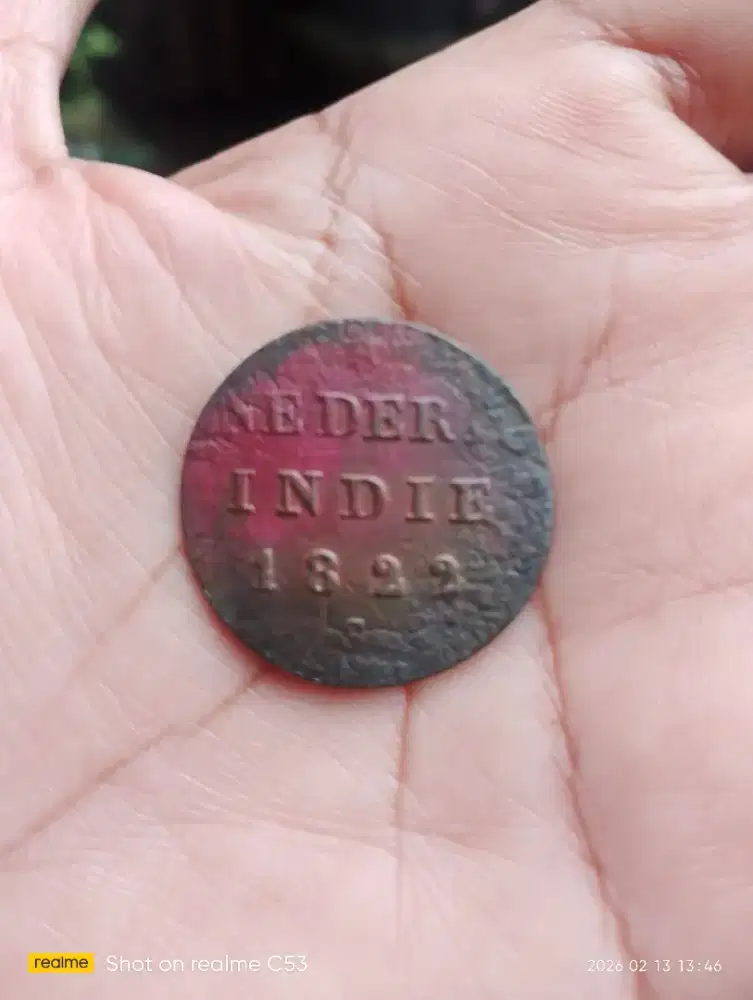 NEDER.
INDIE
1822
realme Shot on realme C53
2026 02 13 13:46